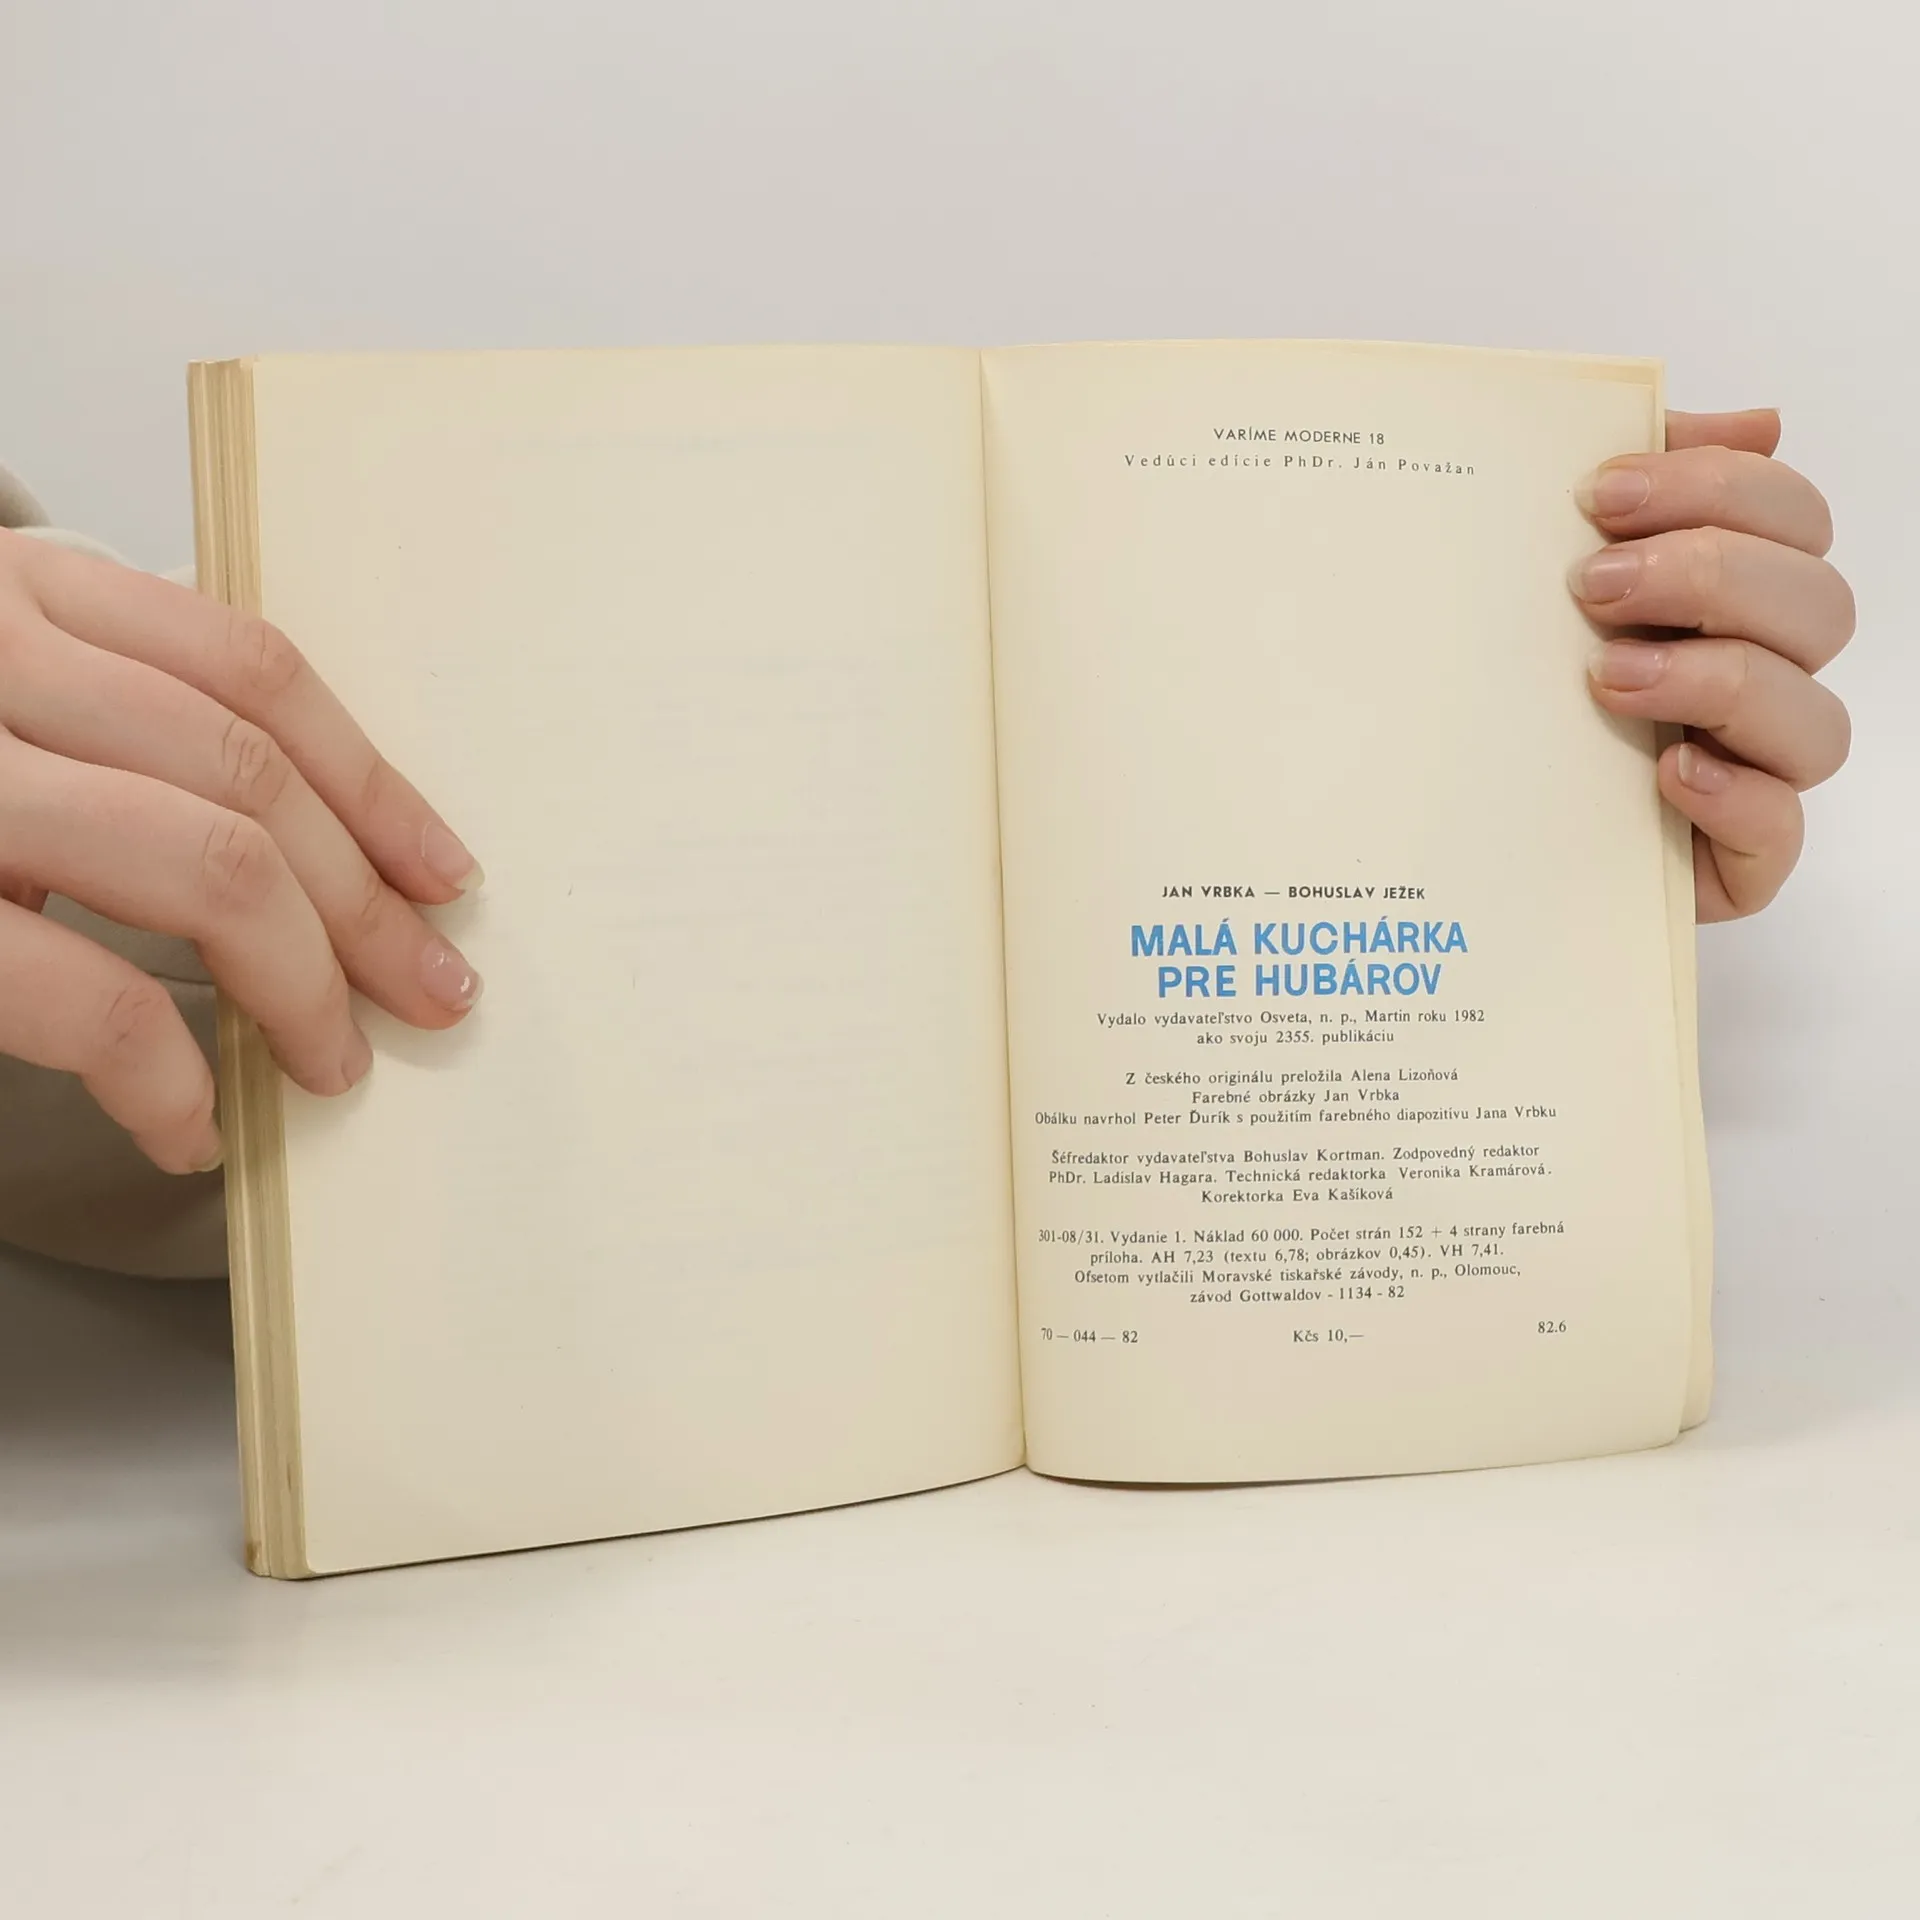 VARÍME MODERNE 18
Vedúci edície PhDr. Ján Považan
JAN VRBKA — BOHUSLAV JEŽEK
MALÁ KUCHÁRKA
PRE HUBÁROV
Vydalo vydavateľstvo Osveta, n. p., Martin roku 1982
ako svoju 2355. publikáciu
Z českého originálu preložila Alena Lizoňová
Farebné obrázky Jan Vrbka
Obálku navrhol Peter Ďurík s použitím farebného diapozitívu Jana Vrbku
Šéfredaktor vydavateľstva Bohuslav Kortman. Zodpovedný redaktor
PhDr. Ladislav Hagara. Technická redaktorka Veronika Kramárová.
Korektorka Eva Kašíková
301-08/31. Vydanie 1. Náklad 60 000. Počet strán 152 + 4 strany farebná
príloha. AH 7,23 (textu 6,78; obrázkov 0,45). VH 7,41.
Ofsetom vytlačili Moravské tiskařské závody, n. p., Olomouc,
závod Gottwaldov - 1134 - 82
70 — 044 — 82 Kčs 10,— 82.6